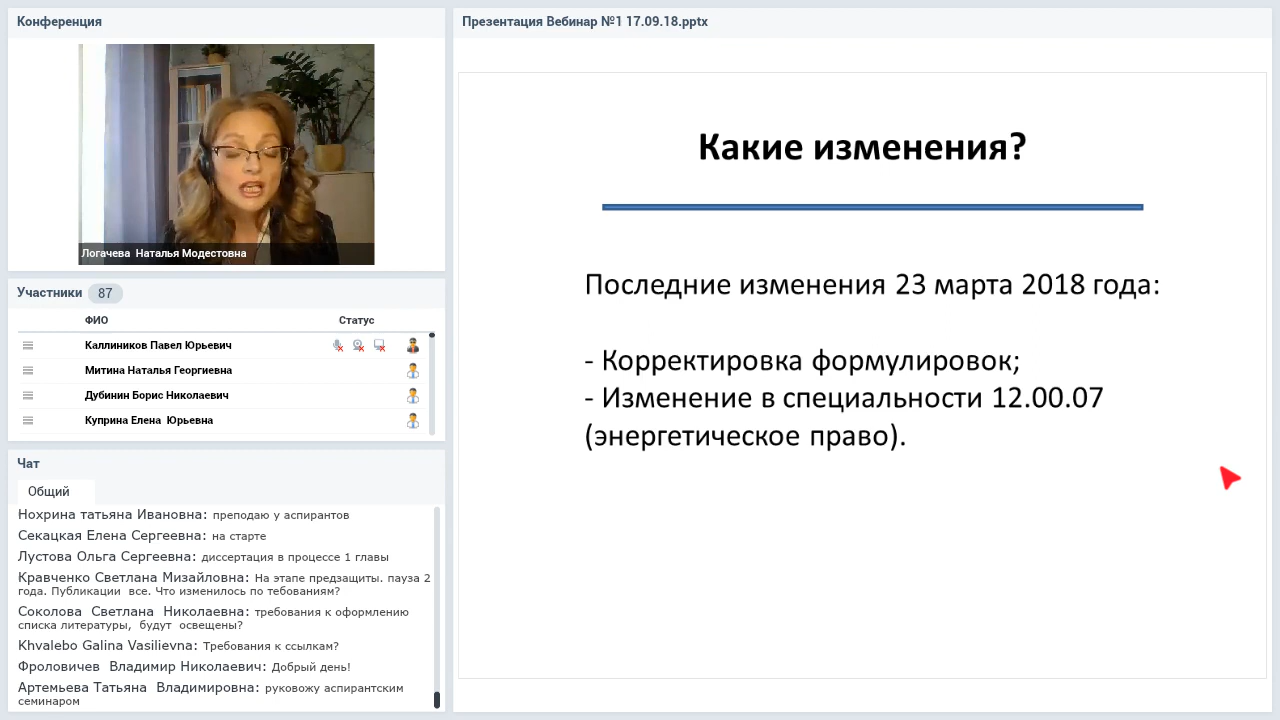 Конференция
Логачева  Наталья Модестовна
Участники 87
ФИО Статус
Каллиников Павел Юрьевич
Митина Наталья Георгиевна
Дубинин Борис Николаевич
Куприна Елена  Юрьевна
Чат
Общий
Нохрина татьяна Ивановна: преподаю у аспирантов
Секацкая Елена Сергеевна: на старте
Лустова Ольга Сергеевна: диссертация в процессе 1 главы
Кравченко Светлана Мизайловна: На этапе предзащиты. пауза 2
года. Публикации  все. Что изменилось по тебованиям?
Соколова  Светлана  Николаевна: требования к оформлению
списка литературы,  будут  освещены?
Khvalebo Galina Vasilievna: Требования к ссылкам?
Фроловичев  Владимир Николаевич: Добрый день!
Артемьева Татьяна  Владимировна: руковожу аспирантским
семинаром
Презентация Вебинар №1 17.09.18.pptx
Какие изменения?
Последние изменения 23 марта 2018 года:
- Корректировка формулировок;
- Изменение в специальности 12.00.07
(энергетическое право).